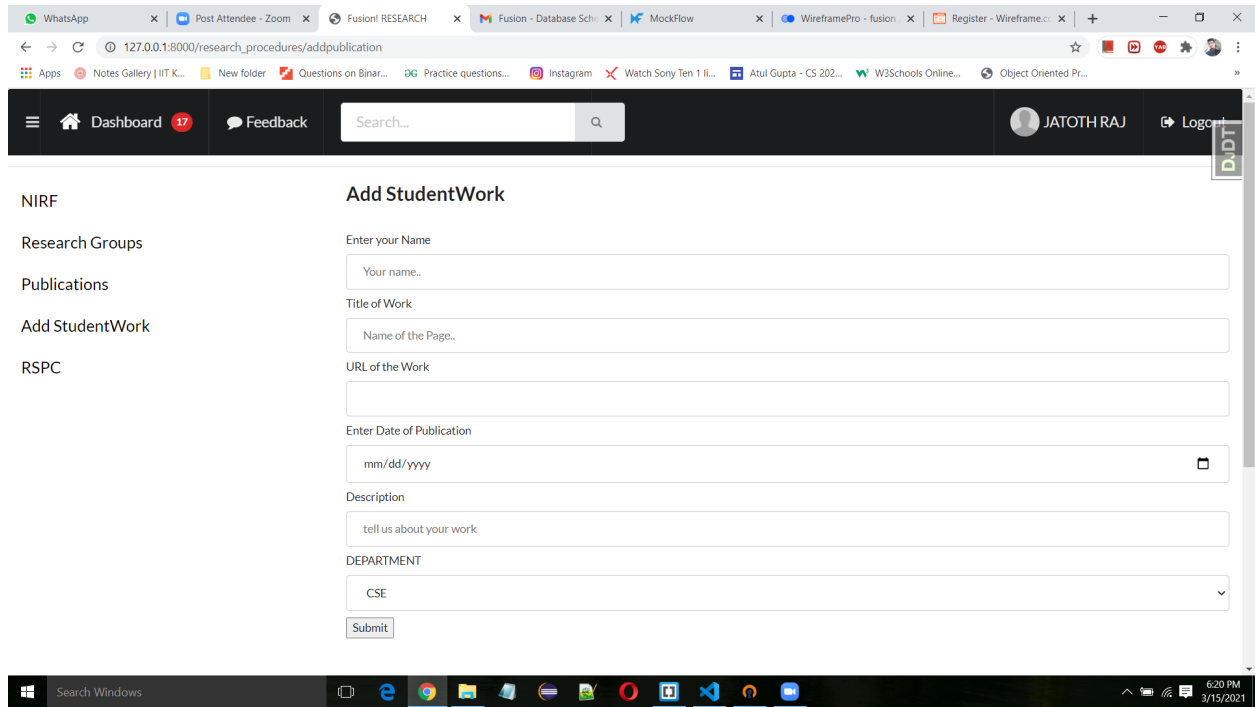 WhatsApp
Post Attendee - Zoom
Fusion! RESEARCH
Fusion - Database Sche
MockFlow
WireframePro - fusion
Register - Wireframe.cc
127.0.0.1:8000/research_procedures/addpublication
Apps
Notes Gallery | IIT K...
New folder
Questions on Binar...
Practice questions...
Instagram
Watch Sony Ten 1 li...
Atul Gupta - CS 202...
W3Schools Online...
Object Oriented Pr...
»
Dashboard 17
Feedback
Search...
JATOTH RAJ
Logout
DjDT
NIRF
Research Groups
Publications
Add StudentWork
RSPC
Add StudentWork
Enter your Name
Your name..
Title of Work
Name of the Page..
URL of the Work
Enter Date of Publication
mm/dd/yyyy
Description
tell us about your work
DEPARTMENT
CSE
Submit
Search Windows
6:20 PM
3/15/2021